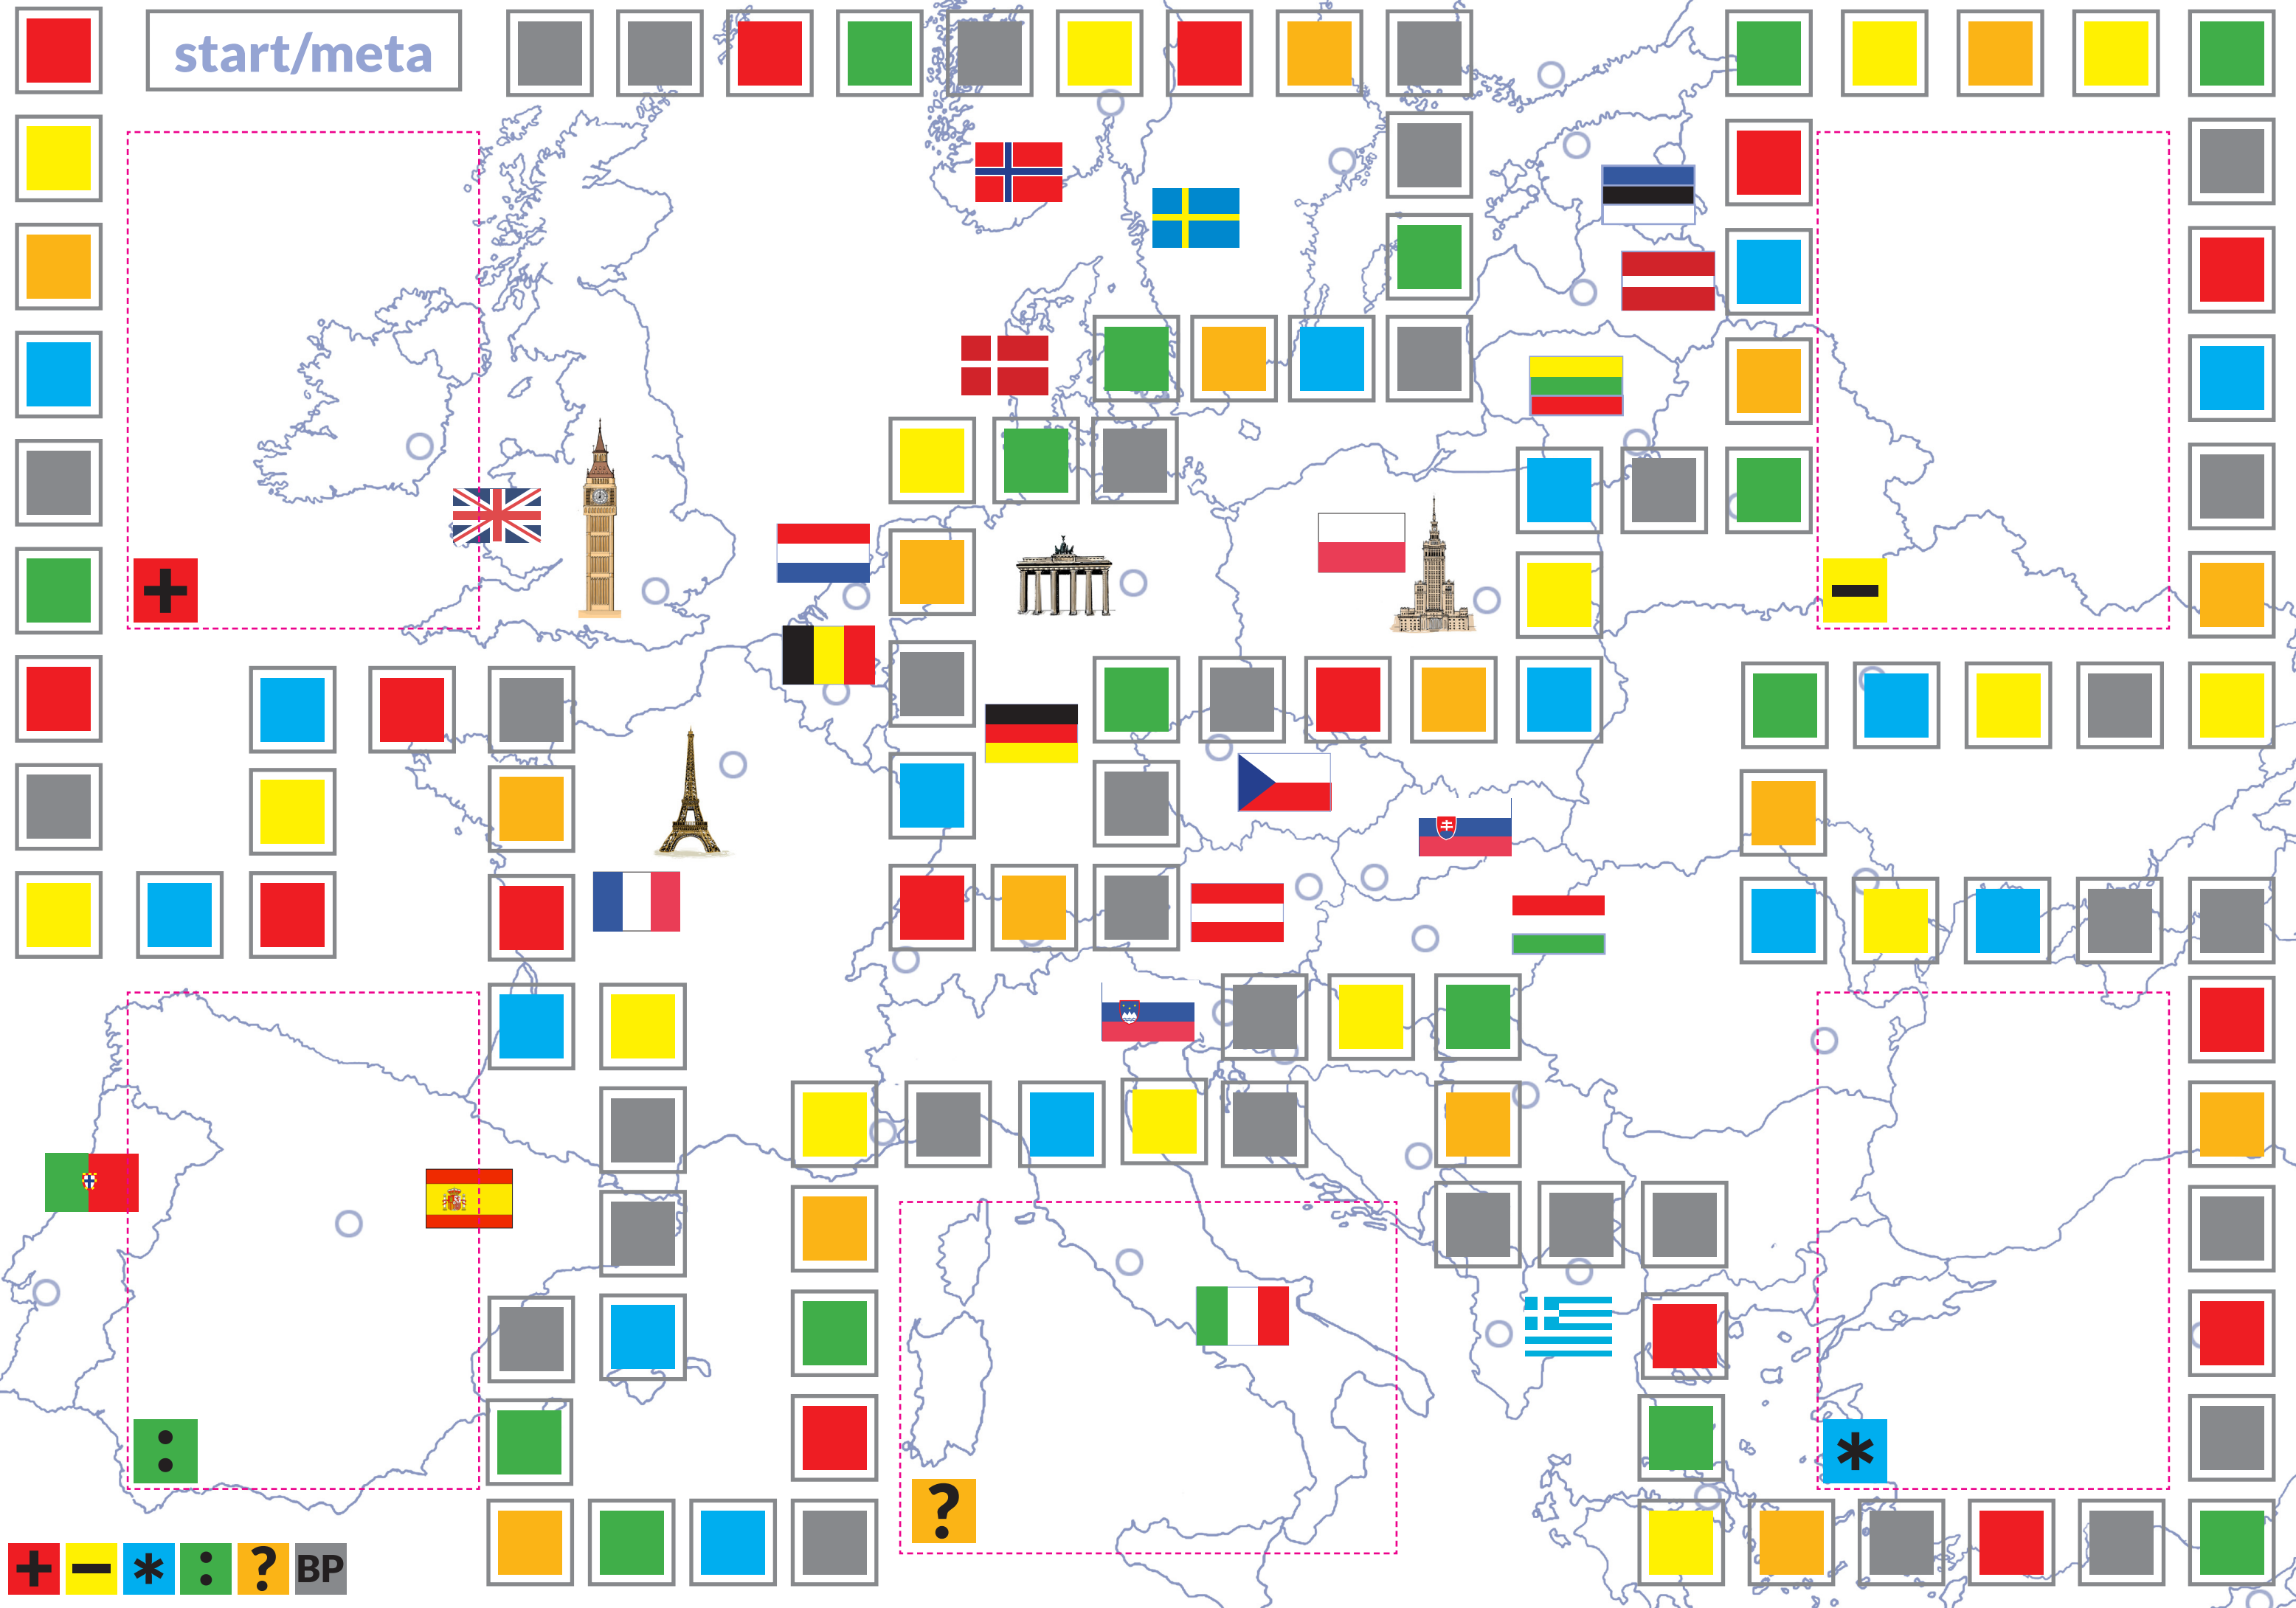 start/meta
+
-
:
*
?
+ - * : ? BP